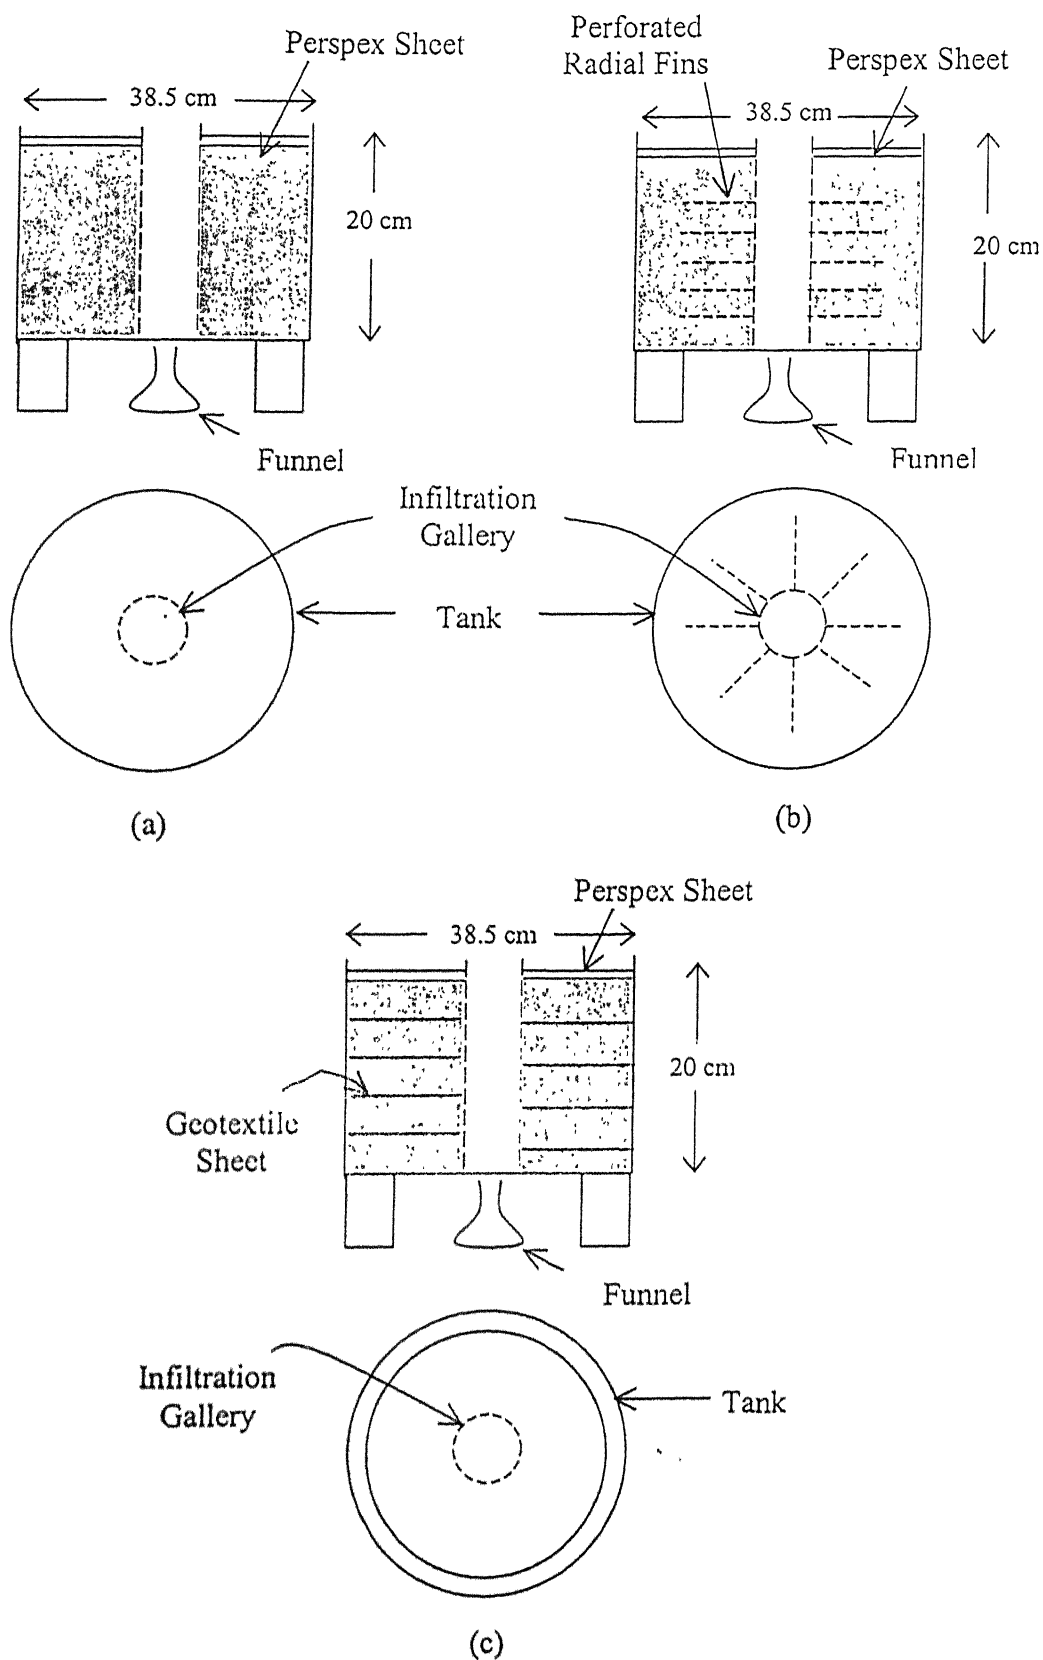 Perspex Sheet
38.5 cm
20 cm
Funnel
Perforated
Radial Fins
Perspex Sheet
38.5 cm
20 cm
Funnel
Infiltration
Gallery
Tank
(a)
(b)
Perspex Sheet
38.5 cm
20 cm
Geotextile
Sheet
Funnel
Infiltration
Gallery
Tank
(c)